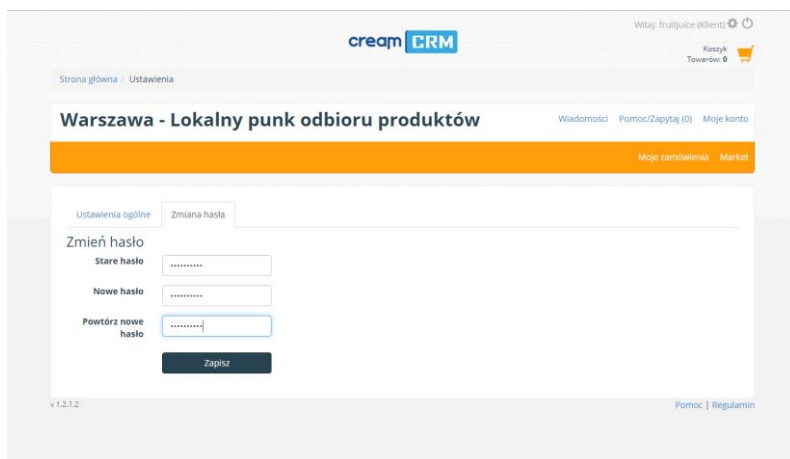 Witaj: fruitjuice (Klient)
cream CRM
Koszyk
Towarów: 0
Strona główna / Ustawienia
Warszawa - Lokalny punk odbioru produktów
Wiadomości Pomoc/Zapytaj (0) Moje konto
Moje zamówienia Market
Ustawienia ogólne Zmiana hasła
Zmień hasło
Stare hasło ••••••••••
Nowe hasło ••••••••••
Powtórz nowe
hasło ••••••••••
Zapisz
v 1.2.1.2
Pomoc | Regulamin